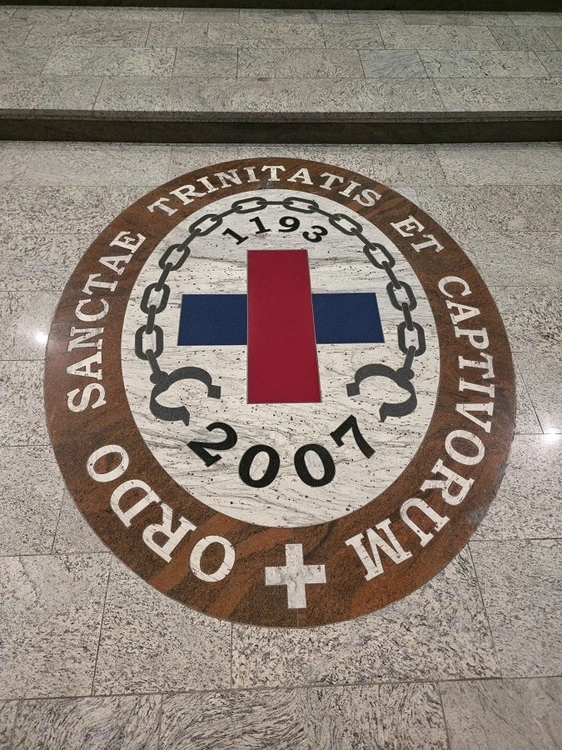 ORDO SANCTAE TRINITATIS ET CAPTIVORUM
1193
2007